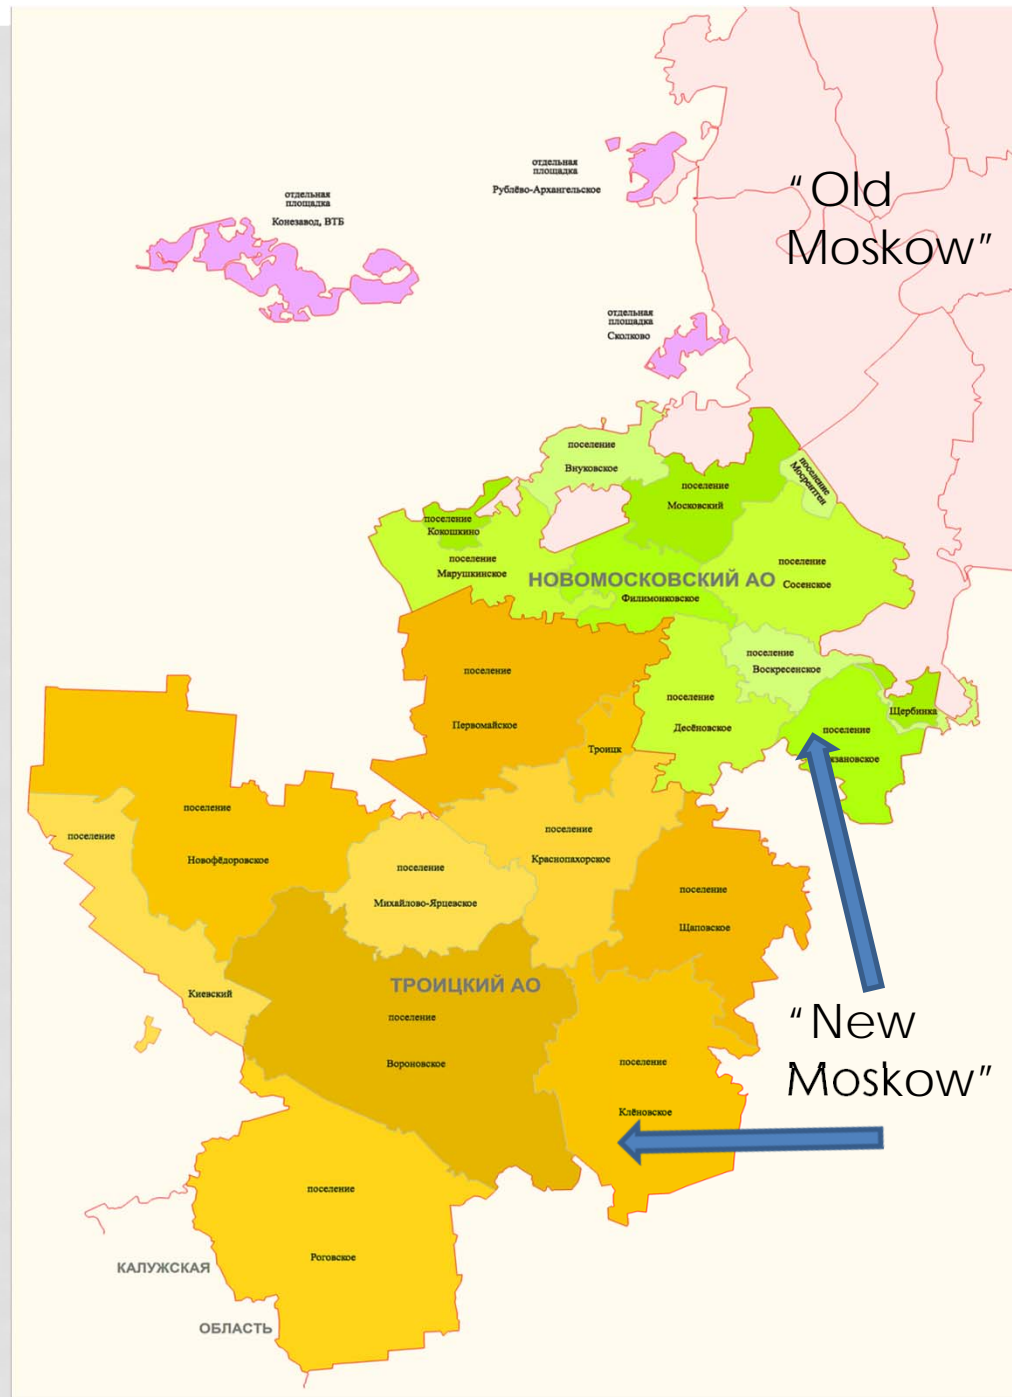 отдельная
площадка
Рублёво-Архангельское
отдельная
площадка
Конезавод, ВТБ
“Old
Moskow”
отдельная
площадка
Сколково
поселение
Внуковское
поселение
Мосрентген
поселение
Московский
поселение
Кокошкино
поселение
Марушкинское
поселение
Сосенское
НОВОМОСКОВСКИЙ АО
Филимонковское
поселение
Воскресенское
поселение
Первомайское
поселение
Десёновское
Щербинка
поселение
Троицк
поселение
Новофёдоровское
поселение
поселение
Краснопахорское
поселение
Михайлово-Ярцевское
поселение
Щаповское
ТРОИЦКИЙ АО
Киевский
поселение
Вороновское
“New
Moskow”
поселение
Клёновское
поселение
Роговское
КАЛУЖСКАЯ
ОБЛАСТЬ